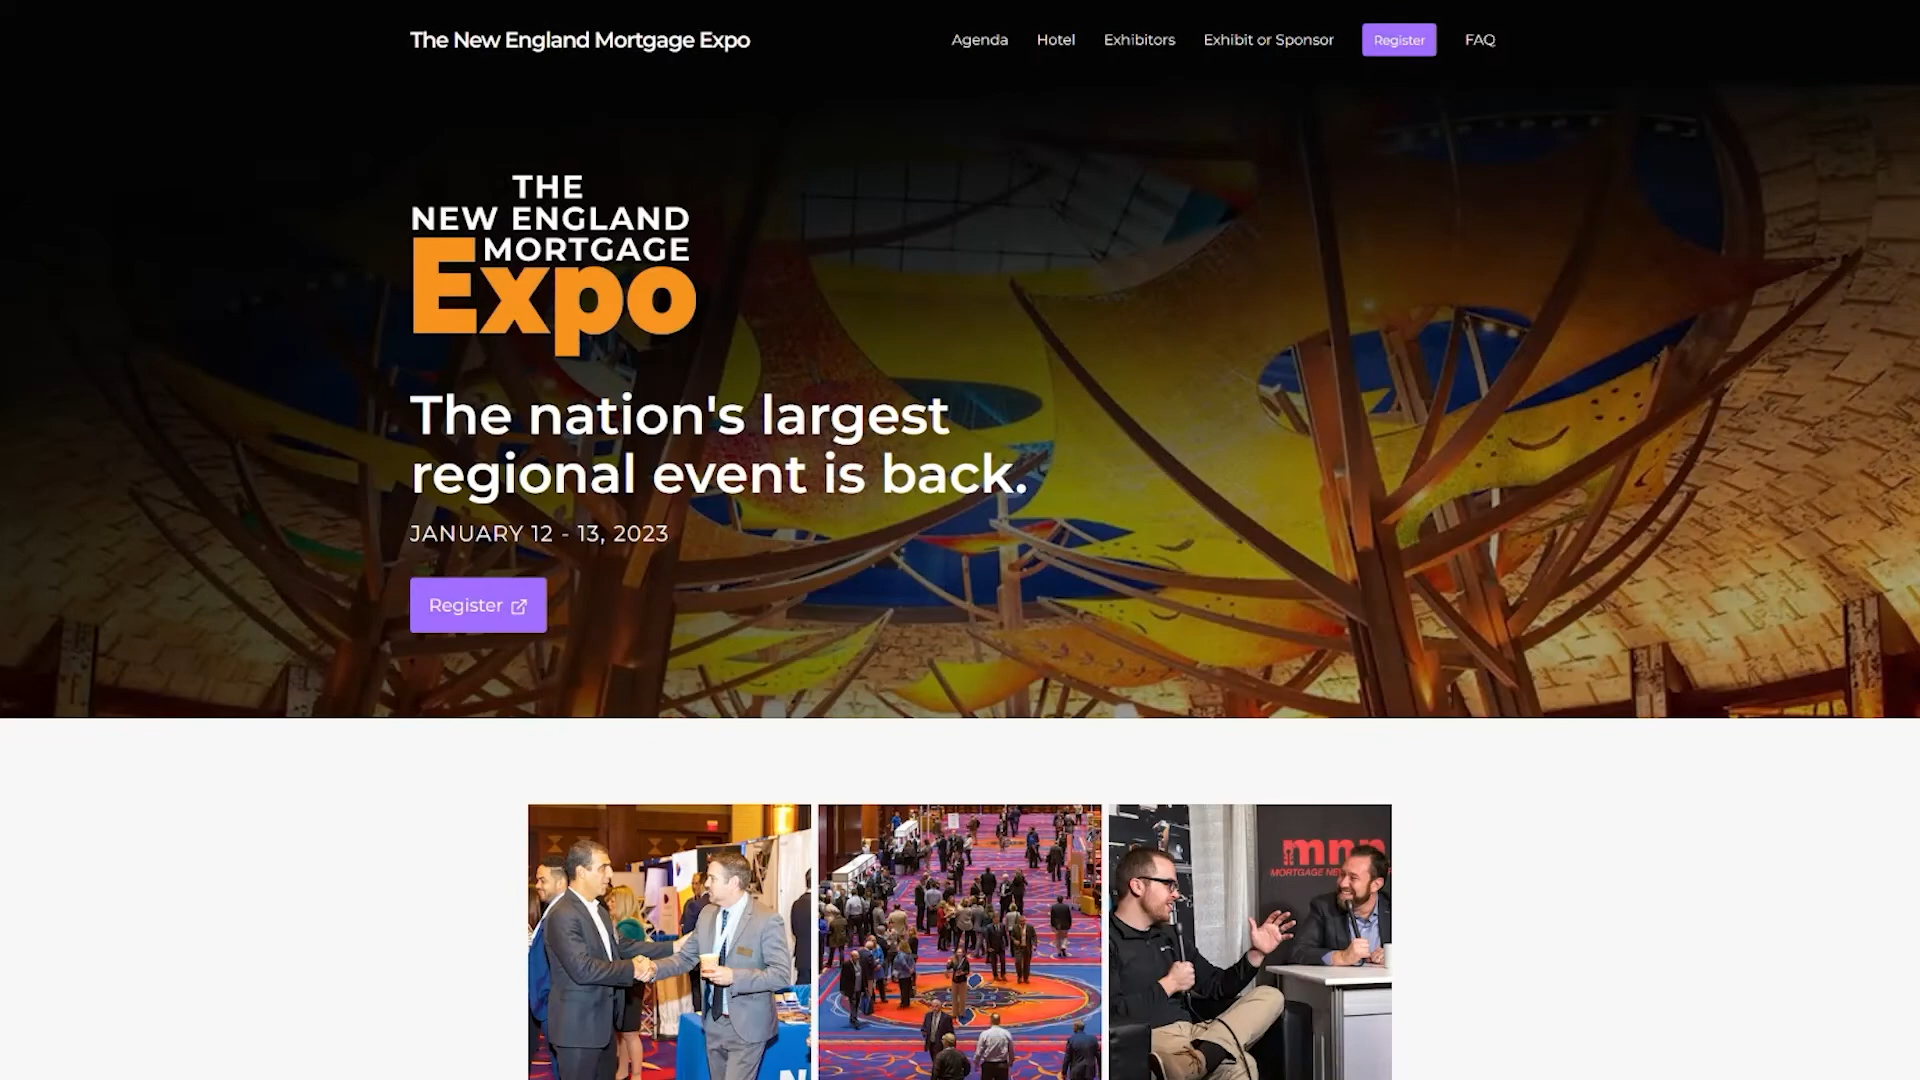 The New England Mortgage Expo
Agenda
Hotel
Exhibitors
Exhibit or Sponsor
Register
FAQ
THE
NEW ENGLAND
MORTGAGE
Expo
The nation's largest
regional event is back.
JANUARY 12 - 13, 2023
Register
mnn